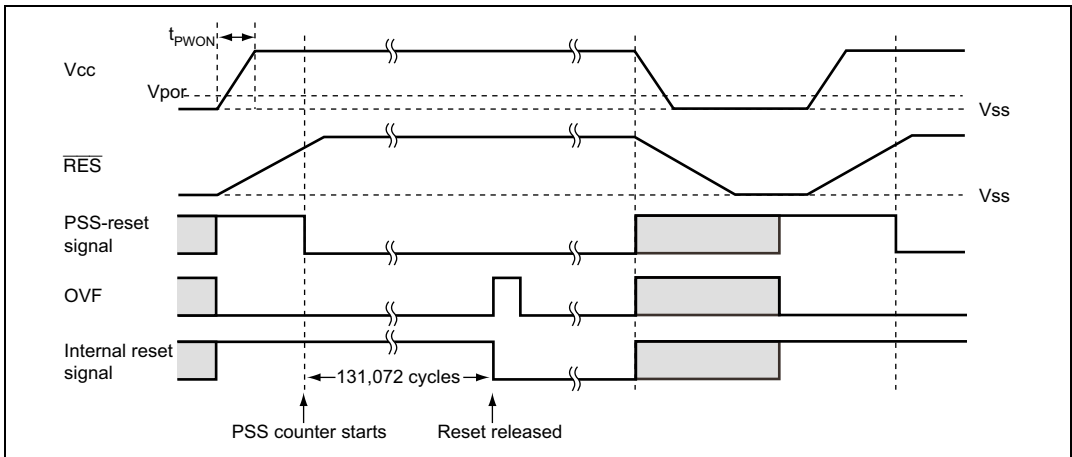 tPWON
Vcc
Vpor
Vss
RES
Vss
PSS-reset
signal
OVF
Internal reset
signal
131,072 cycles
PSS counter starts
Reset released